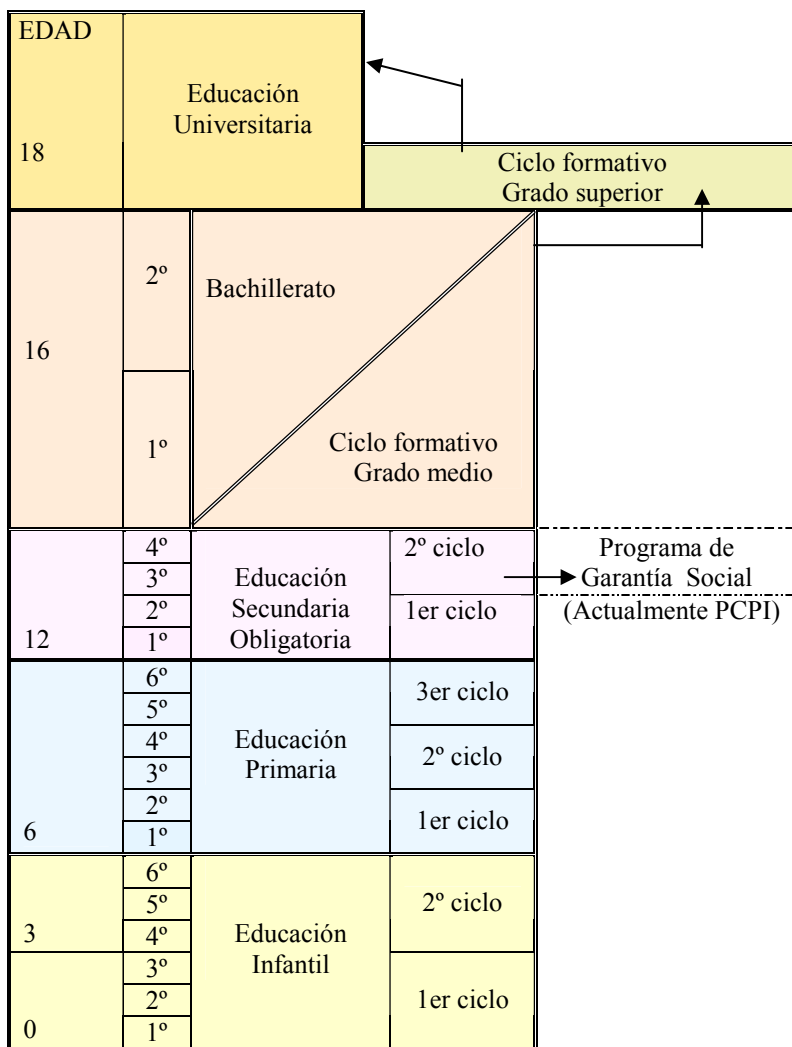 EDAD
Educación
Universitaria
18
Ciclo formativo
Grado superior
2º
Bachillerato
16
1º
Ciclo formativo
Grado medio
4º
2º ciclo
Programa de
3º
Educación
Garantía Social
2º
Secundaria
1er ciclo
(Actualmente PCPI)
12
1º
Obligatoria
6º
3er ciclo
5º
4º
Educación
2º ciclo
3º
Primaria
2º
1er ciclo
6
1º
6º
5º
2º ciclo
3
4º
Educación
3º
Infantil
2º
1er ciclo
0
1º